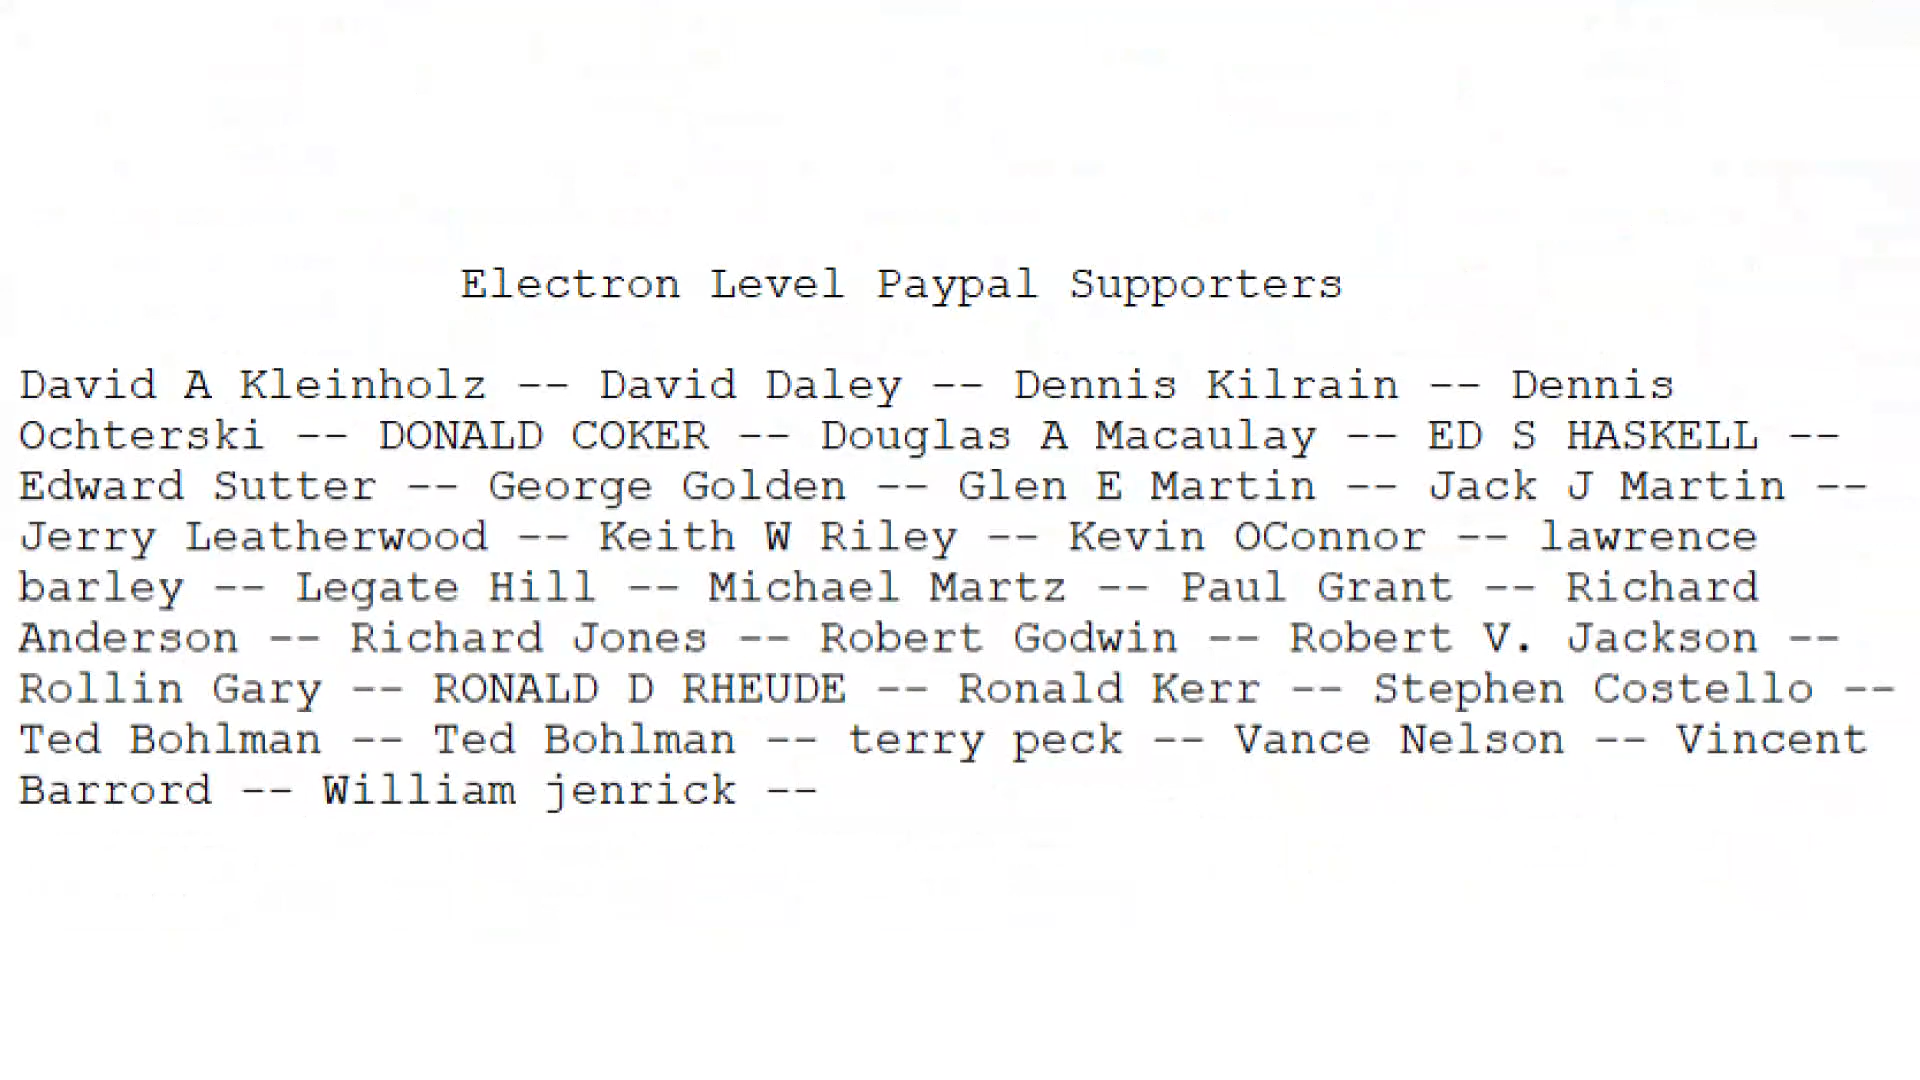 Electron Level Paypal Supporters
David A Kleinholz -- David Daley -- Dennis Kilrain -- Dennis
Ochterski -- DONALD COKER -- Douglas A Macaulay -- ED S HASKELL --
Edward Sutter -- George Golden -- Glen E Martin -- Jack J Martin --
Jerry Leatherwood -- Keith W Riley -- Kevin OConnor -- lawrence
barley -- Legate Hill -- Michael Martz -- Paul Grant -- Richard
Anderson -- Richard Jones -- Robert Godwin -- Robert V. Jackson --
Rollin Gary -- RONALD D RHEUDE -- Ronald Kerr -- Stephen Costello --
Ted Bohlman -- Ted Bohlman -- terry peck -- Vance Nelson -- Vincent
Barrord -- William jenrick --